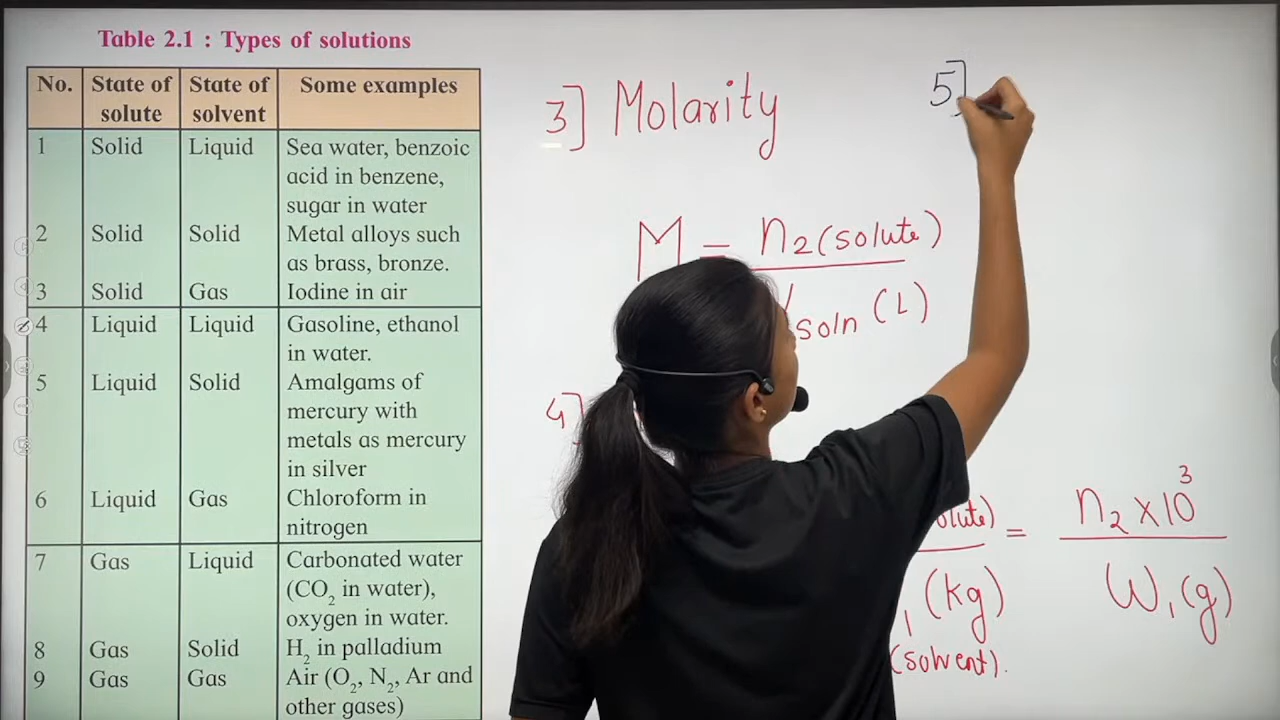 Table 2.1 : Types of solutions
No. State of solute State of solvent Some examples
1 Solid Liquid Sea water, benzoic
acid in benzene,
sugar in water
2 Solid Solid Metal alloys such
as brass, bronze.
3 Solid Gas Iodine in air
4 Liquid Liquid Gasoline, ethanol
in water.
5 Liquid Solid Amalgams of
mercury with
metals as mercury
in silver
6 Liquid Gas Chloroform in
nitrogen
7 Gas Liquid Carbonated water
(CO₂ in water),
oxygen in water.
8 Gas Solid H₂ in palladium
9 Gas Gas Air (O₂, N₂, Ar and
other gases)
3] Molarity
M = n₂ (solute)
soln (L)
4]
olute) = n₂ × 10³
₁ (kg) W₁ (g)
(solvent).
5]